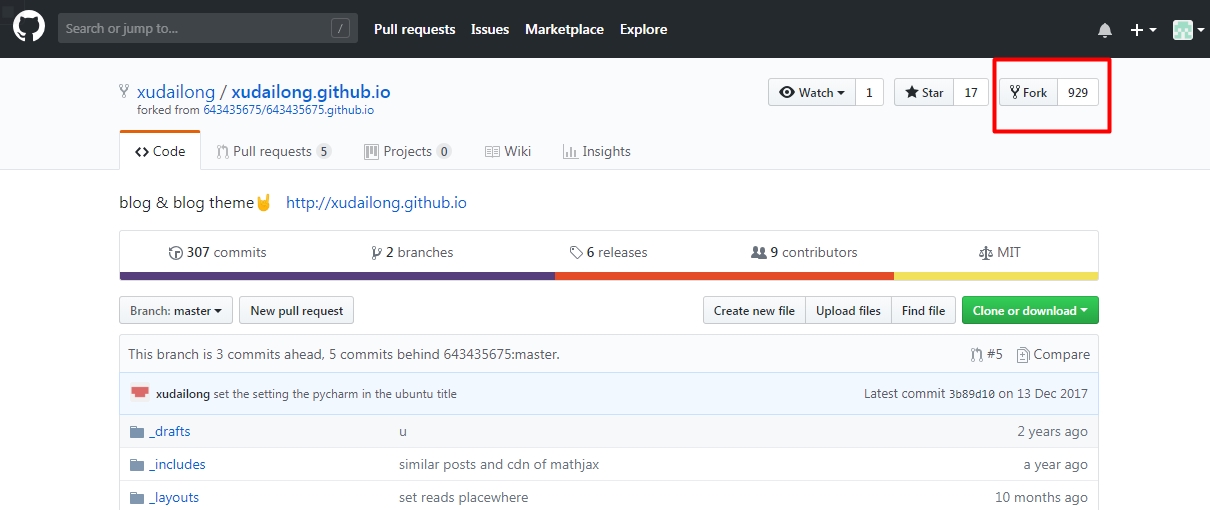 Search or jump to... / Pull requests Issues Marketplace Explore
xudailong / xudailong.github.io Watch 1 Star 17 Fork 929
forked from 643435675/643435675.github.io
Code Pull requests 5 Projects 0 Wiki Insights
blog & blog theme🤘 http://xudailong.github.io
307 commits 2 branches 6 releases 9 contributors MIT
Branch: master New pull request Create new file Upload files Find file Clone or download
This branch is 3 commits ahead, 5 commits behind 643435675:master. #5 Compare
xudailong set the setting the pycharm in the ubuntu title Latest commit 3b89d10 on 13 Dec 2017
_drafts u 2 years ago
_includes similar posts and cdn of mathjax a year ago
_layouts set reads placewhere 10 months ago